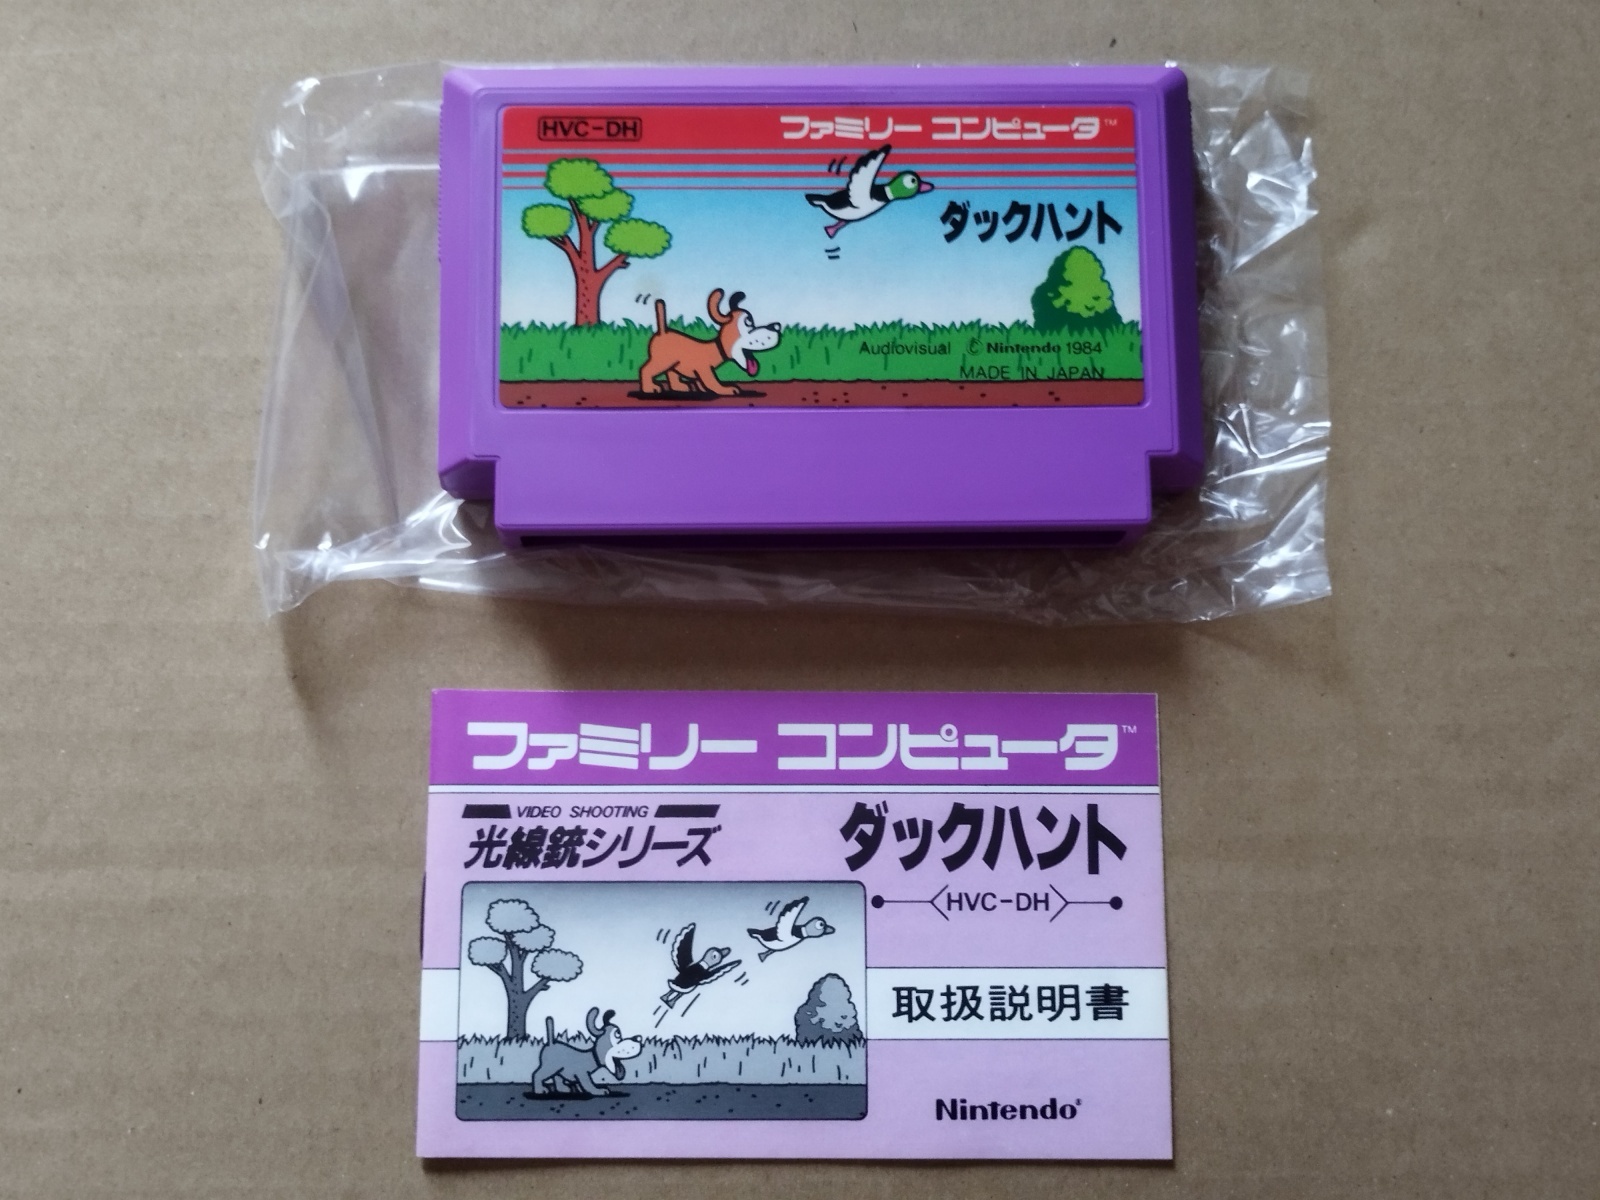 HVC-DH
ファミリー コンピュータ™
ダックハント
Audiovisual © Nintendo 1984
MADE IN JAPAN
ファミリー コンピュータ™
VIDEO SHOOTING
光線銃シリーズ
ダックハント
HVC-DH
取扱説明書
Nintendo®